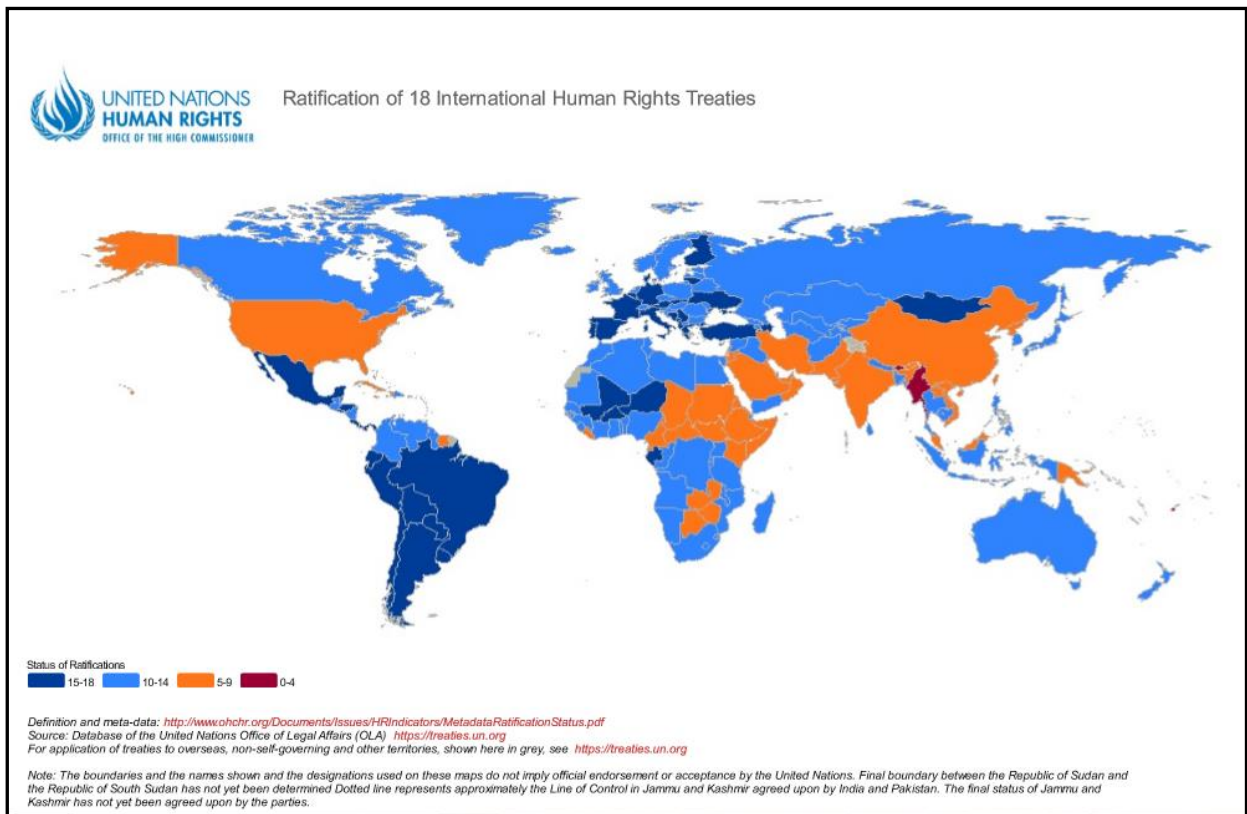 UNITED NATIONS
HUMAN RIGHTS
OFFICE OF THE HIGH COMMISSIONER
Ratification of 18 International Human Rights Treaties
Status of Ratifications
15-18 10-14 5-9 0-4
Definition and meta-data: http://www.ohchr.org/Documents/Issues/HRIndicators/MetadataRatificationStatus.pdf
Source: Database of the United Nations Office of Legal Affairs (OLA) https://treaties.un.org
For application of treaties to overseas, non-self-governing and other territories, shown here in grey, see https://treaties.un.org
Note: The boundaries and the names shown and the designations used on these maps do not imply official endorsement or acceptance by the United Nations. Final boundary between the Republic of Sudan and
the Republic of South Sudan has not yet been determined Dotted line represents approximately the Line of Control in Jammu and Kashmir agreed upon by India and Pakistan. The final status of Jammu and
Kashmir has not yet been agreed upon by the parties.